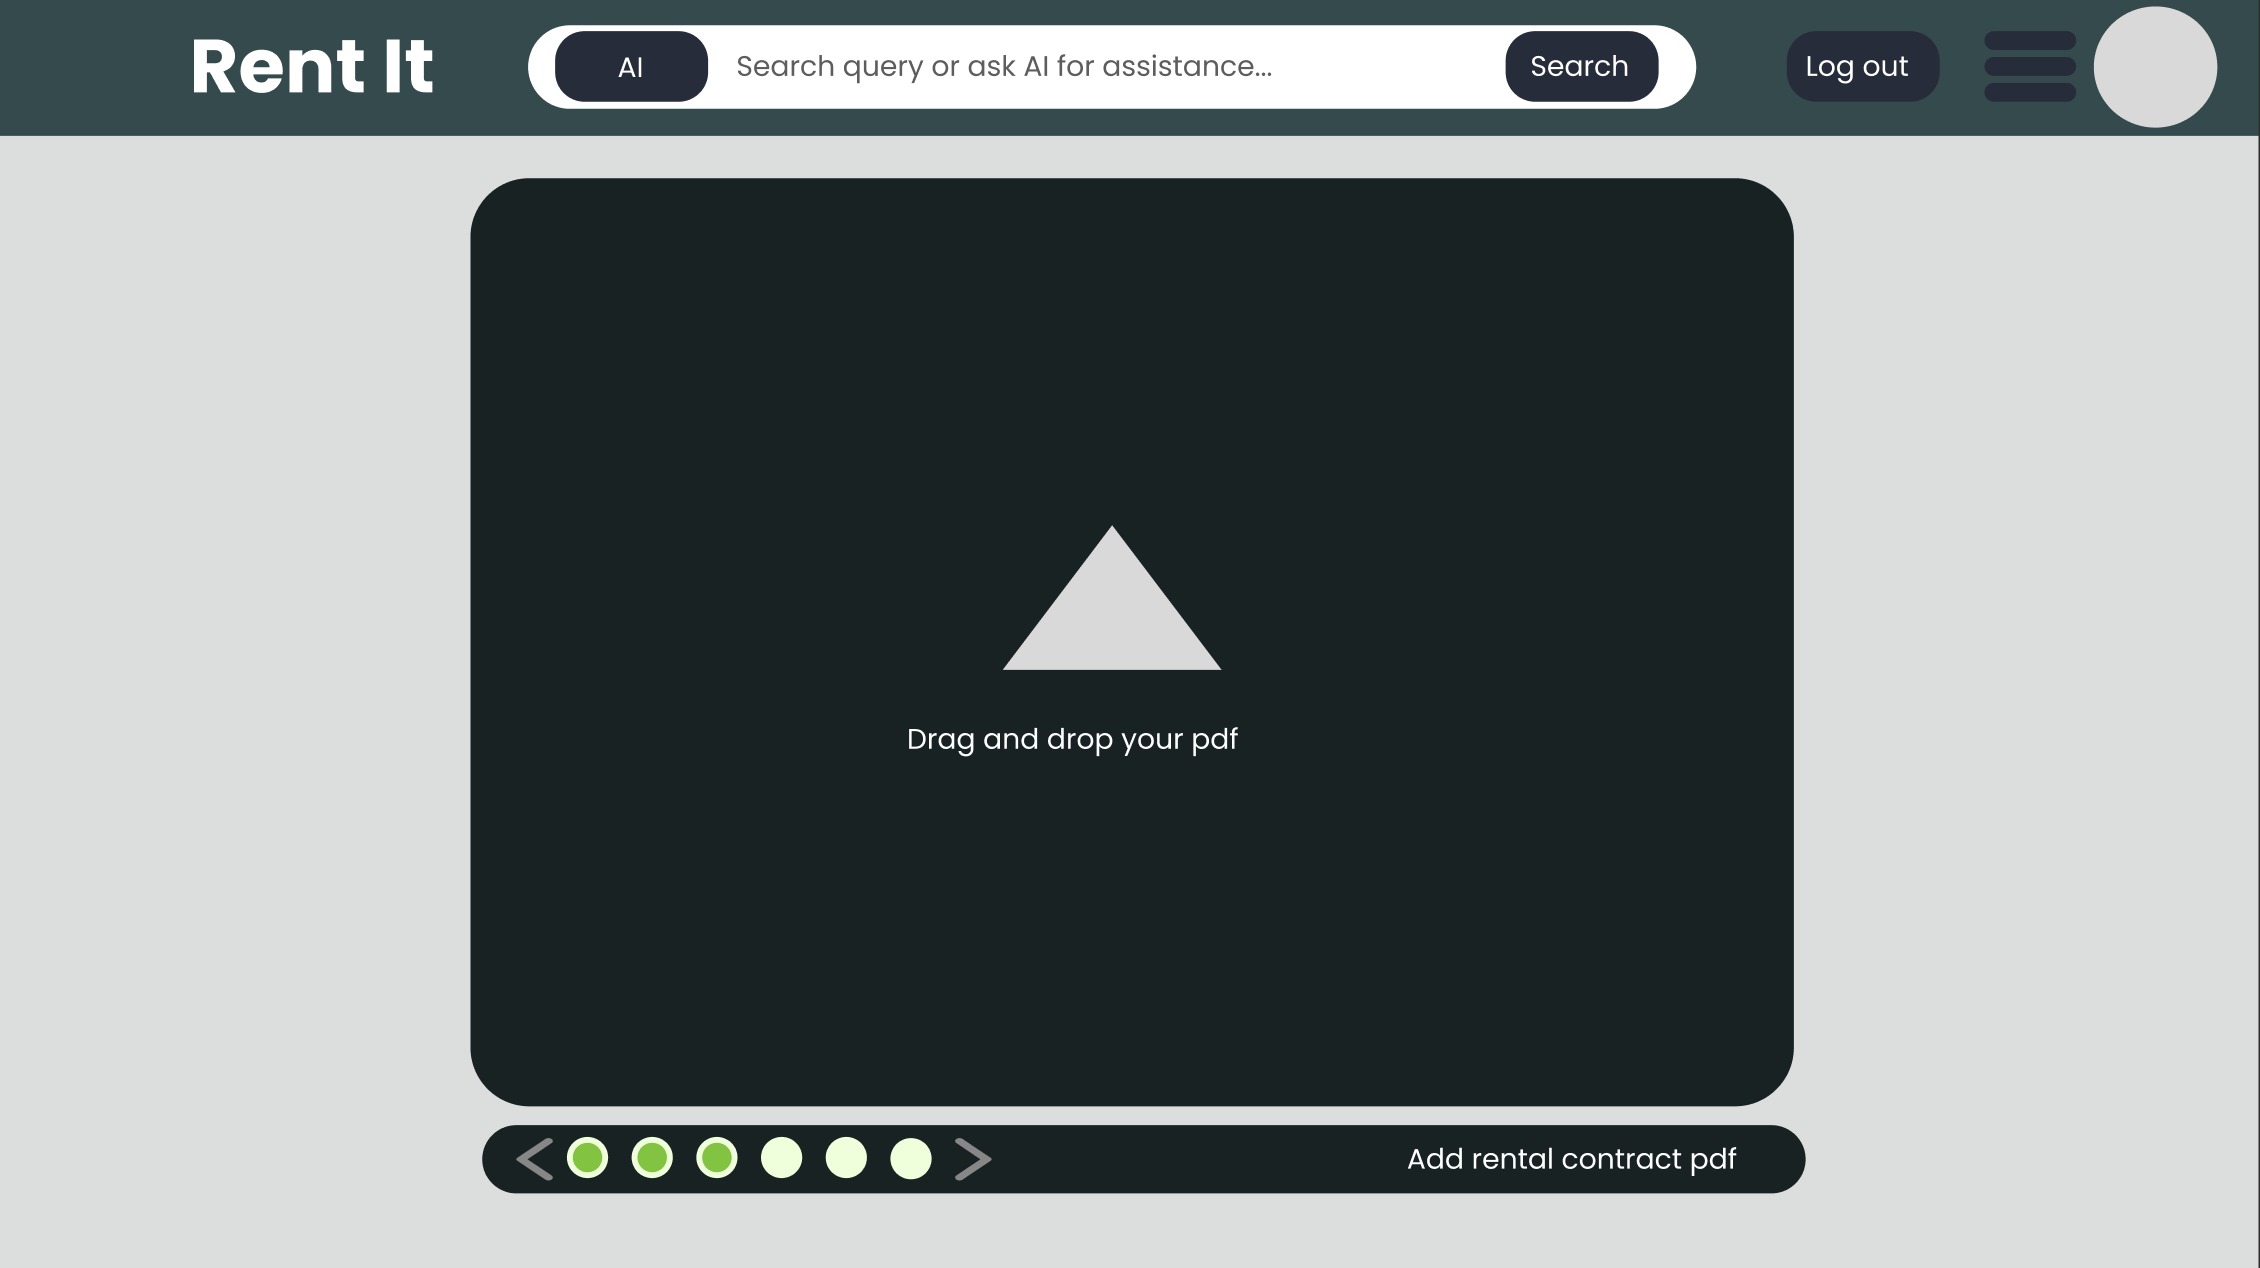 Rent It
AI
Search query or ask AI for assistance...
Search
Log out
Drag and drop your pdf
Add rental contract pdf